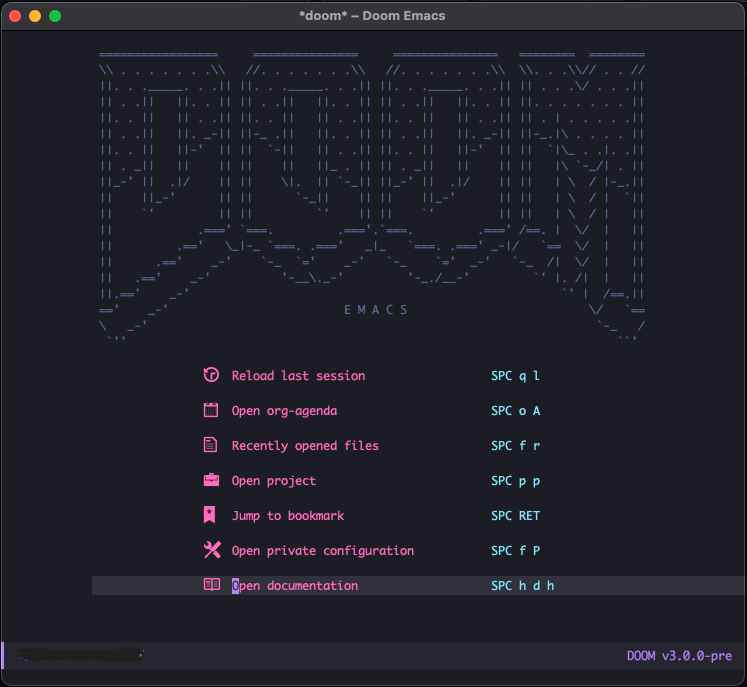 *doom* – Doom Emacs
E M A C S
Reload last session SPC q l
Open org-agenda SPC o A
Recently opened files SPC f r
Open project SPC p p
Jump to bookmark SPC RET
Open private configuration SPC f P
Open documentation SPC h d h
DOOM v3.0.0-pre